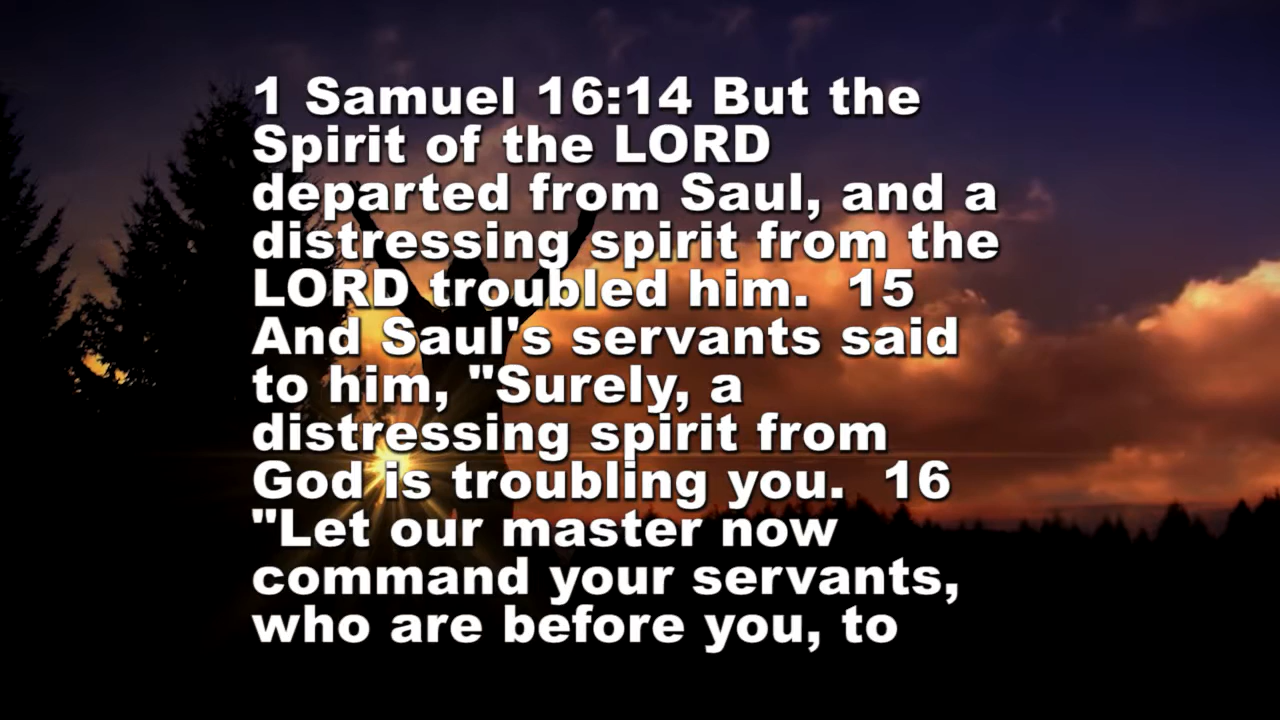 1 Samuel 16:14 But the
Spirit of the LORD
departed from Saul, and a
distressing spirit from the
LORD troubled him.  15
And Saul's servants said
to him, "Surely, a
distressing spirit from
God is troubling you.  16
"Let our master now
command your servants,
who are before you, to